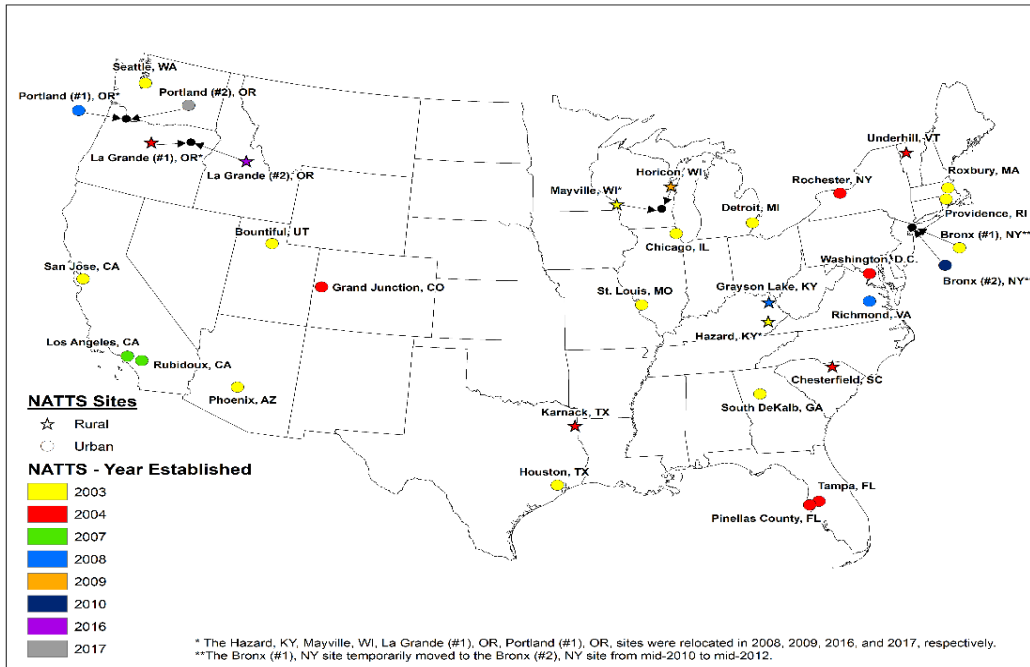 Seattle, WA
Portland (#1), OR*
Portland (#2), OR
La Grande (#1), OR*
La Grande (#2), OR
Underhill, VT
Horicon, WI
Roxbury, MA
Mayville, WI*
Rochester, NY
Detroit, MI
Providence, RI
Bountiful, UT
Chicago, IL
Bronx (#1), NY**
Washington, D.C.
San Jose, CA
Bronx (#2), NY**
St. Louis, MO
Grayson Lake, KY
Grand Junction, CO
Richmond, VA
Hazard, KY*
Los Angeles, CA
Rubidoux, CA
Chesterfield, SC
Phoenix, AZ
South DeKalb, GA
Karnack, TX
Houston, TX
Tampa, FL
Pinellas County, FL
NATTS Sites
Rural
Urban
NATTS - Year Established
2003
2004
2007
2008
2009
2010
2016
2017
* The Hazard, KY, Mayville, WI, La Grande (#1), OR, Portland (#1), OR, sites were relocated in 2008, 2009, 2016, and 2017, respectively.
**The Bronx (#1), NY site temporarily moved to the Bronx (#2), NY site from mid-2010 to mid-2012.